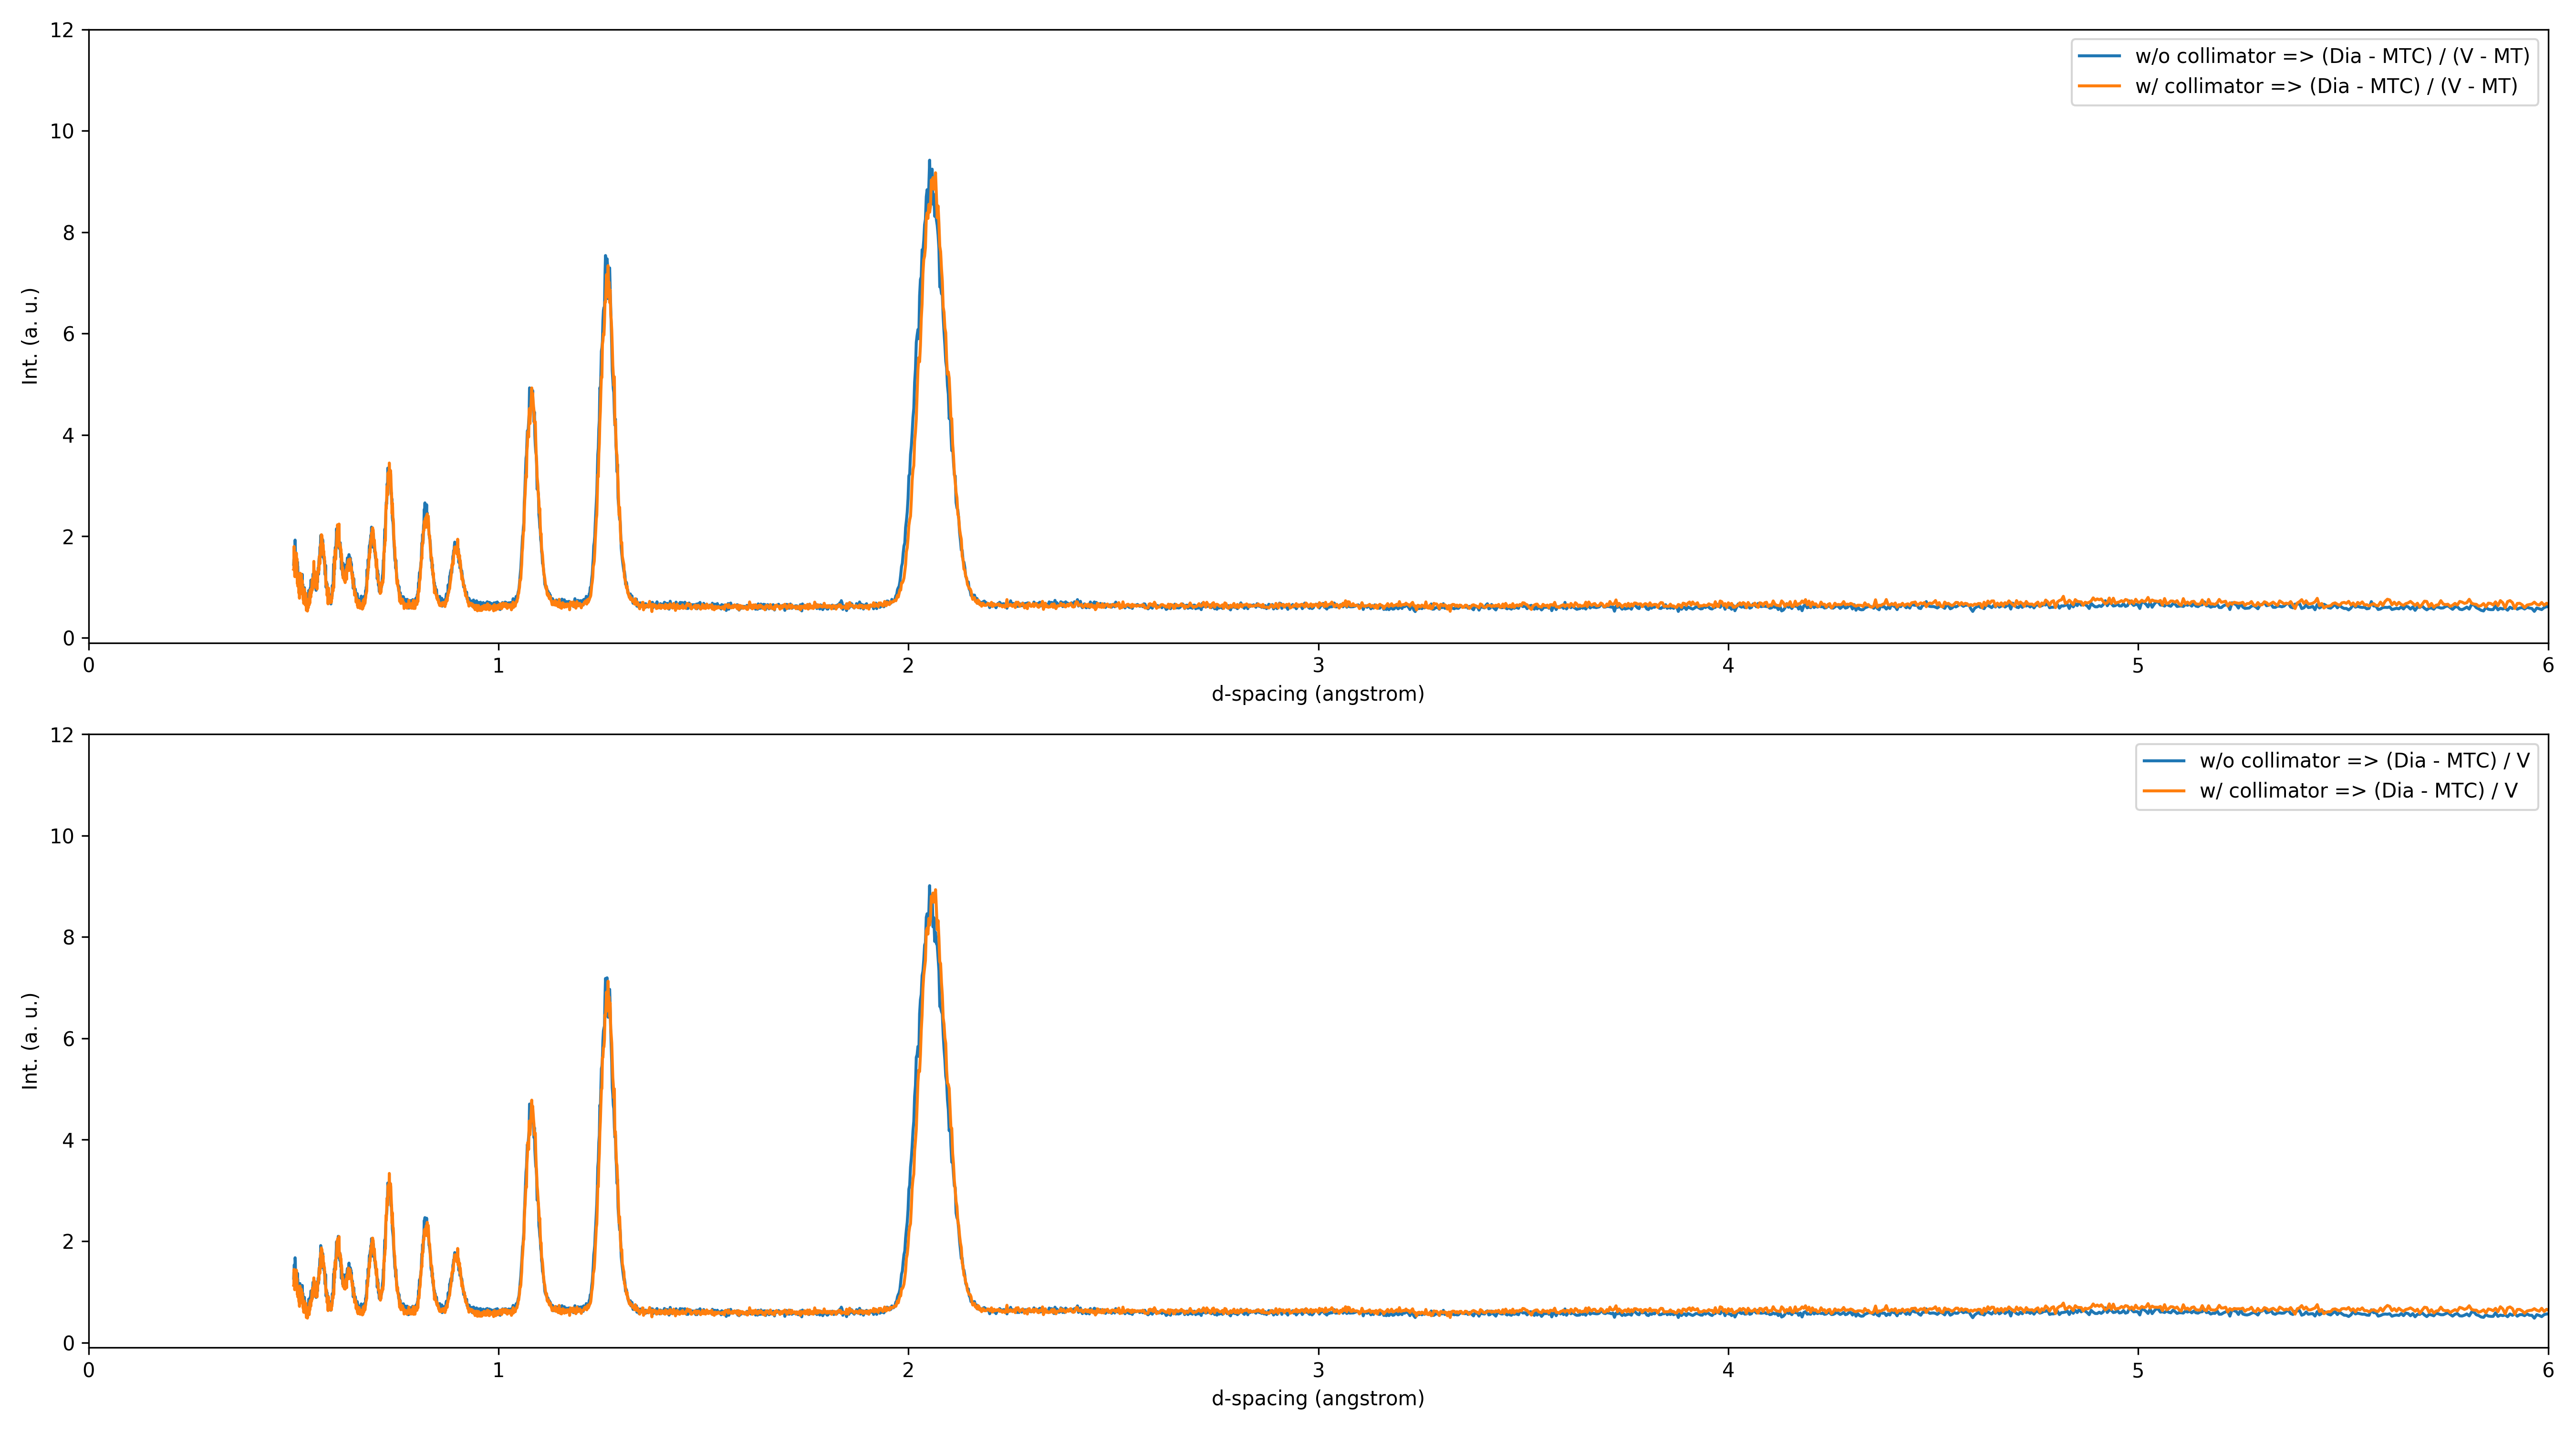 12
10
8
6
4
2
0
Int. (a. u.)
w/o collimator => (Dia - MTC) / (V - MT)
w/ collimator => (Dia - MTC) / (V - MT)
0 1 2 3 4 5 6
d-spacing (angstrom)
12
10
8
6
4
2
0
Int. (a. u.)
w/o collimator => (Dia - MTC) / V
w/ collimator => (Dia - MTC) / V
0 1 2 3 4 5 6
d-spacing (angstrom)